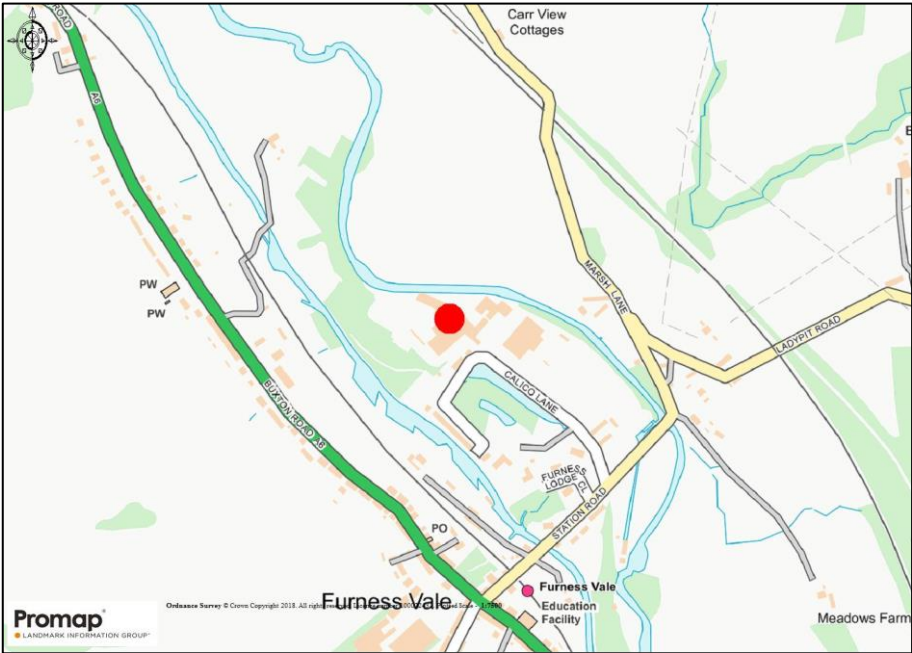 Carr View
Cottages
ROAD
A6
PW
PW
MARSH LANE
LADYPIT ROAD
CALICO LANE
BUXTON ROAD A6
FURNESS
LODGE CL
STATION ROAD
PO
Furness Vale
Furness Vale
Education
Facility
Meadows Farm
Promap
LANDMARK INFORMATION GROUP
Ordnance Survey © Crown Copyright 2018. All rights